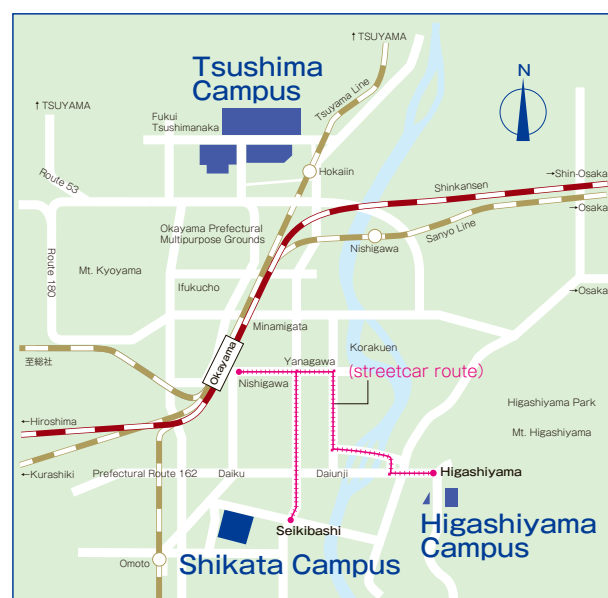 ↑TSUYAMA
Tsushima
Campus
N
Tsuyama Line
↑TSUYAMA
Fukui
Tsushimanaka
Hokaiin
→Shin-Osaka
Route 53
Shinkansen
→Osaka
Okayama Prefectural
Multipurpose Grounds
Sanyo Line
Nishigawa
Route 180
Mt. Kyoyama
Ifukucho
→Osaka
Minamigata
Korakuen
至総社
Okayama
Yanagawa
(streetcar route)
Nishigawa
Higashiyama Park
←Hiroshima
Mt. Higashiyama
←Kurashiki
Prefectural Route 162
Daiku
Daiunji
Higashiyama
Seikibashi
Higashiyama
Campus
Omoto
Shikata Campus